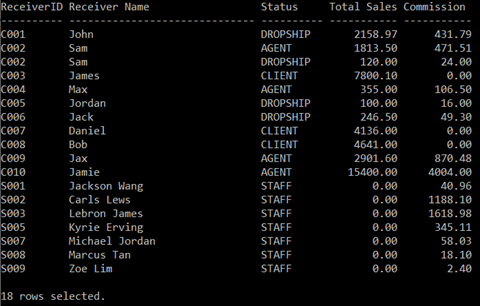 ReceiverID Receiver Name Status Total Sales Commission
---------- ------------------------------ ---------- ----------- ----------
C001 John DROPSHIP 2158.97 431.79
C002 Sam AGENT 1813.50 471.51
C002 Sam DROPSHIP 120.00 24.00
C003 James CLIENT 7800.10 0.00
C004 Max AGENT 355.00 106.50
C005 Jordan DROPSHIP 100.00 16.00
C006 Jack DROPSHIP 246.50 49.30
C007 Daniel CLIENT 4136.00 0.00
C008 Bob CLIENT 4641.00 0.00
C009 Jax AGENT 2901.60 870.48
C010 Jamie AGENT 15400.00 4004.00
S001 Jackson Wang STAFF 0.00 40.96
S002 Carls Lews STAFF 0.00 1188.10
S003 Lebron James STAFF 0.00 1618.98
S005 Kyrie Erving STAFF 0.00 345.11
S007 Michael Jordan STAFF 0.00 58.03
S008 Marcus Tan STAFF 0.00 18.10
S009 Zoe Lim STAFF 0.00 2.40
18 rows selected.